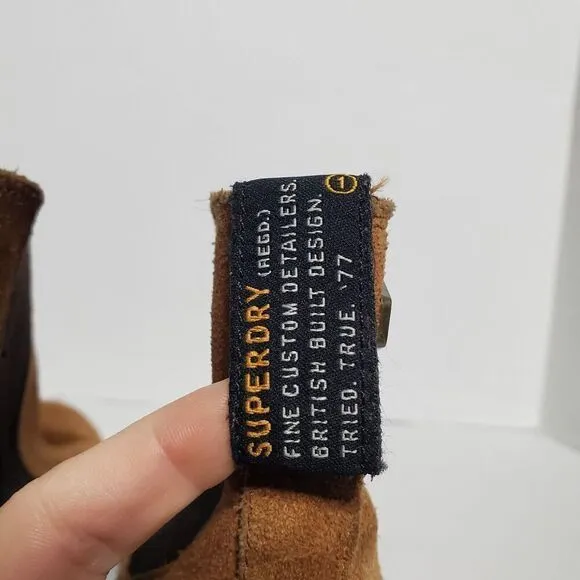 SUPERDRY (REGD.)
FINE CUSTOM DETAILERS.
BRITISH BUILT DESIGN.
TRIED. TRUE. '77
1